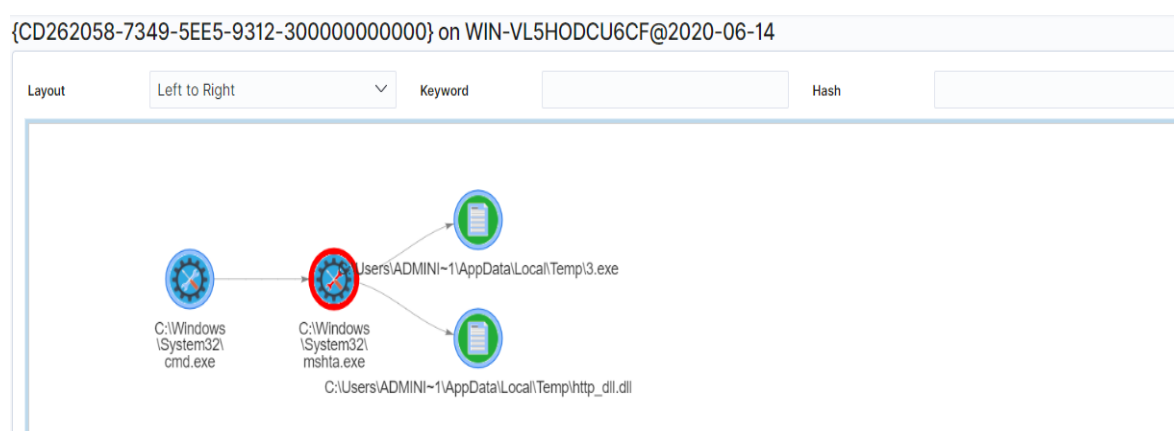 {CD262058-7349-5EE5-9312-300000000000} on WIN-VL5HODCU6CF@2020-06-14
Layout
Left to Right
Keyword
Hash
C:\Users\ADMINI~1\AppData\Local\Temp\3.exe
C:\Windows
\System32\
cmd.exe
C:\Windows
\System32\
mshta.exe
C:\Users\ADMINI~1\AppData\Local\Temp\http_dll.dll